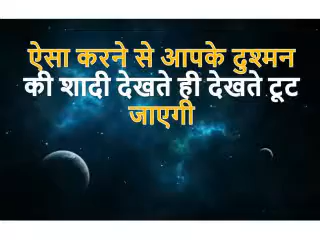 ऐसा करने से आपके दुश्मन
की शादी देखते ही देखते टूट
जाएगी